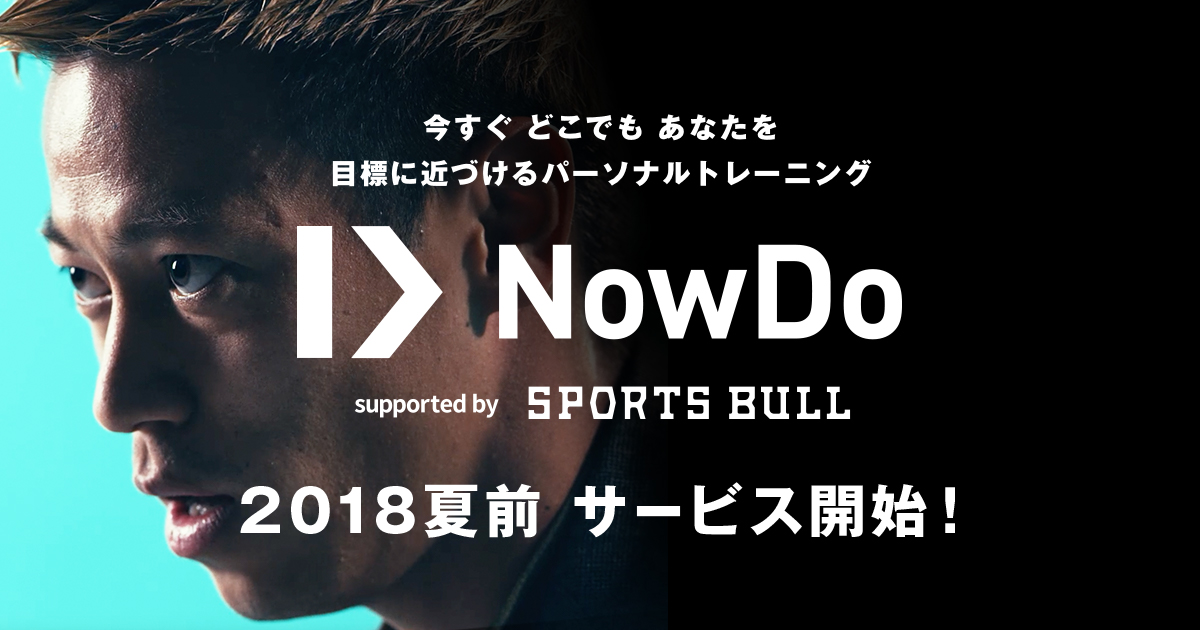 今すぐ どこでも あなたを
目標に近づけるパーソナルトレーニング
NowDo
supported by SPORTS BULL
2018夏前 サービス開始！